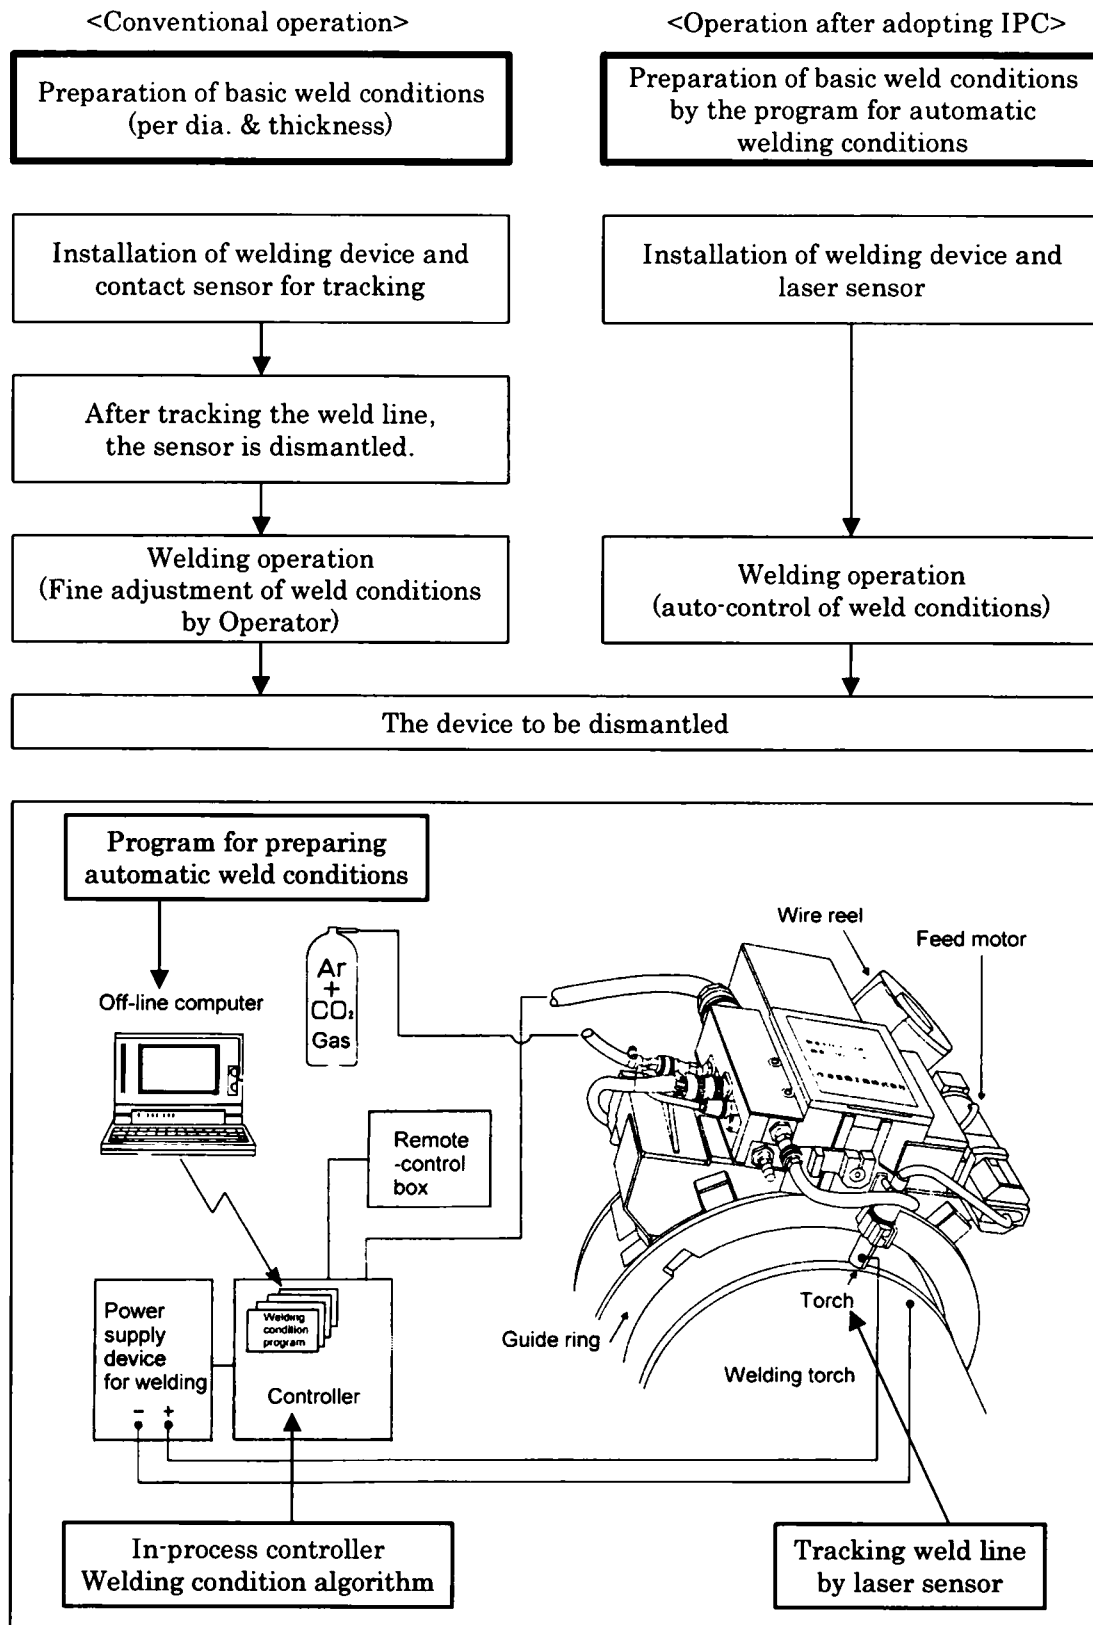 <Conventional operation>
<Operation after adopting IPC>
Preparation of basic weld conditions
(per dia. & thickness)
Preparation of basic weld conditions
by the program for automatic
welding conditions
Installation of welding device and
contact sensor for tracking
Installation of welding device and
laser sensor
After tracking the weld line,
the sensor is dismantled.
Welding operation
(Fine adjustment of weld conditions
by Operator)
Welding operation
(auto-control of weld conditions)
The device to be dismantled
Program for preparing
automatic weld conditions
Off-line computer
Ar
+
CO₂
Gas
Wire reel
Feed motor
Remote
-control
box
Power
supply
device
for welding
- +
Welding
condition
program
Controller
Guide ring
Torch
Welding torch
In-process controller
Welding condition algorithm
Tracking weld line
by laser sensor